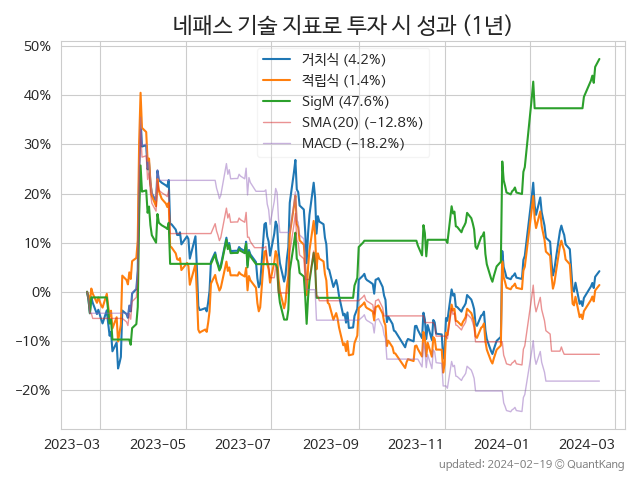 네패스 기술 지표로 투자 시 성과 (1년)
거치식 (4.2%)
적립식 (1.4%)
SigM (47.6%)
SMA(20) (−12.8%)
MACD (−18.2%)
50%
40%
30%
20%
10%
0%
−10%
−20%
2023-03 2023-05 2023-07 2023-09 2023-11 2024-01 2024-03
updated: 2024-02-19 ⓒ QuantKang